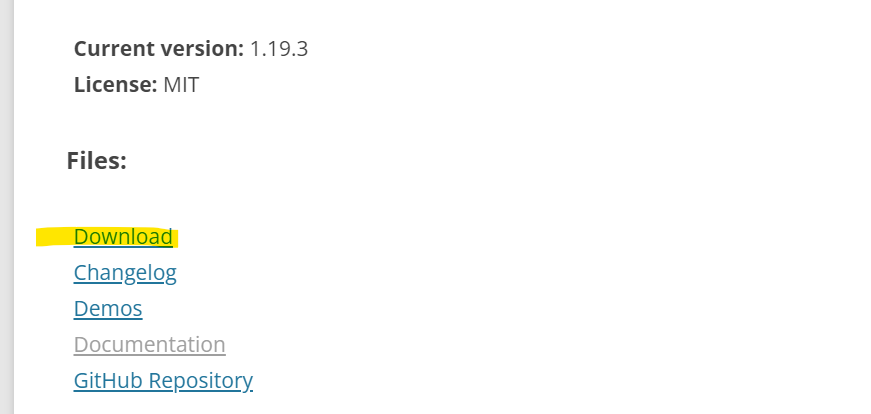 Current version: 1.19.3
License: MIT
Files:
Download
Changelog
Demos
Documentation
GitHub Repository